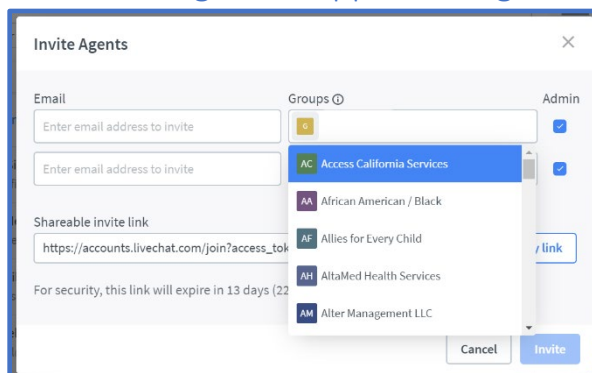 Invite Agents
Email Groups Admin
Enter email address to invite G
Enter email address to invite
AC Access California Services
AA African American / Black
AF Allies for Every Child
AH AltaMed Health Services
AM Alter Management LLC
Shareable invite link
https://accounts.livechat.com/join?access_tok
link
For security, this link will expire in 13 days (22
Cancel Invite